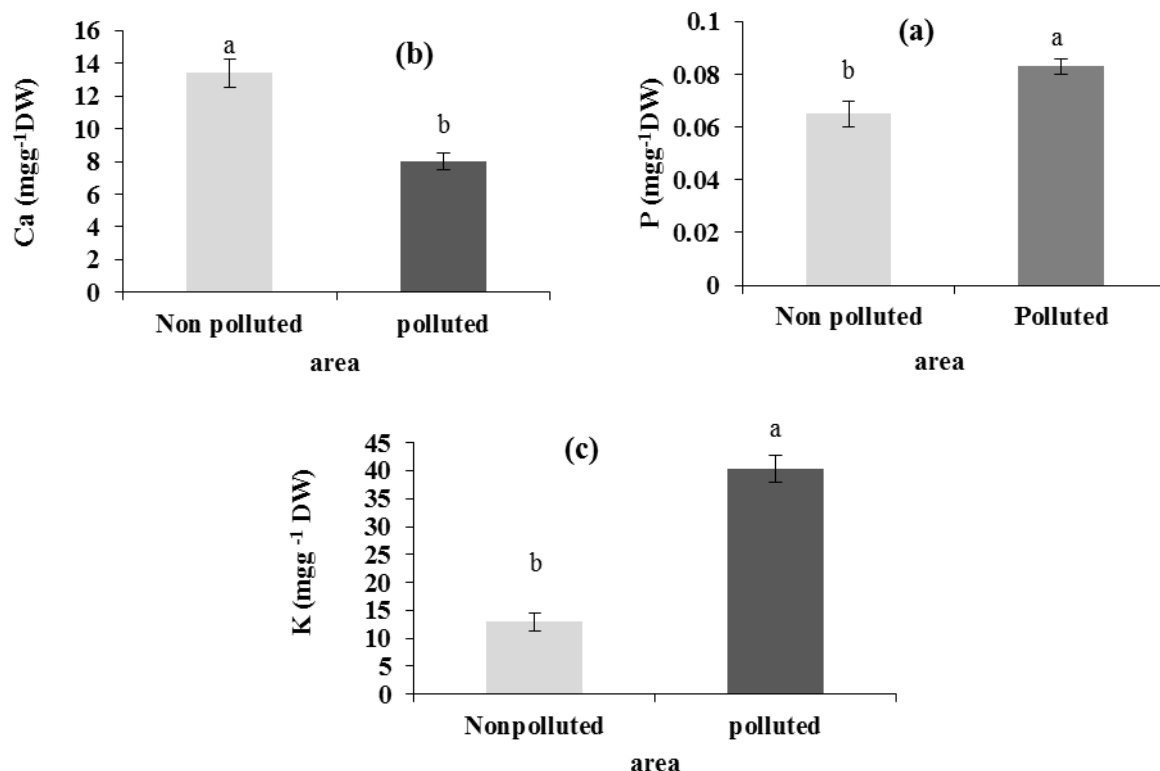 (b)
Ca (mgg⁻¹DW)
16
14
12
10
8
6
4
2
0
a
b
Non polluted polluted
area
(a)
P (mgg⁻¹DW)
0.1
0.08
0.06
0.04
0.02
0
b
a
Non polluted Polluted
area
(c)
K (mgg ⁻¹ DW)
45
40
35
30
25
20
15
10
5
0
b
a
Nonpolluted polluted
area